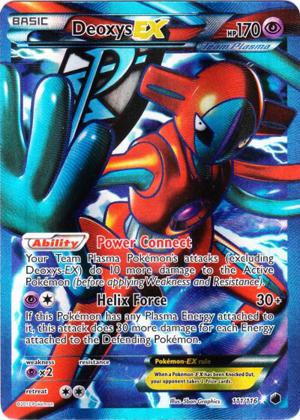 BASIC Deoxys EX HP170
Team Plasma
Ability Power Connect
Your Team Plasma Pokémon's attacks (excluding
Deoxys-EX) do 10 more damage to the Active
Pokémon (before applying Weakness and Resistance).
Helix Force 30+
If this Pokémon has any Plasma Energy attached to
it, this attack does 30 more damage for each Energy
attached to the Defending Pokémon.
weakness resistance
×2
Pokémon-EX rule
When a Pokémon-EX has been Knocked Out,
your opponent takes 2 Prize cards.
retreat
Illus. Shizu Graphics
111/116